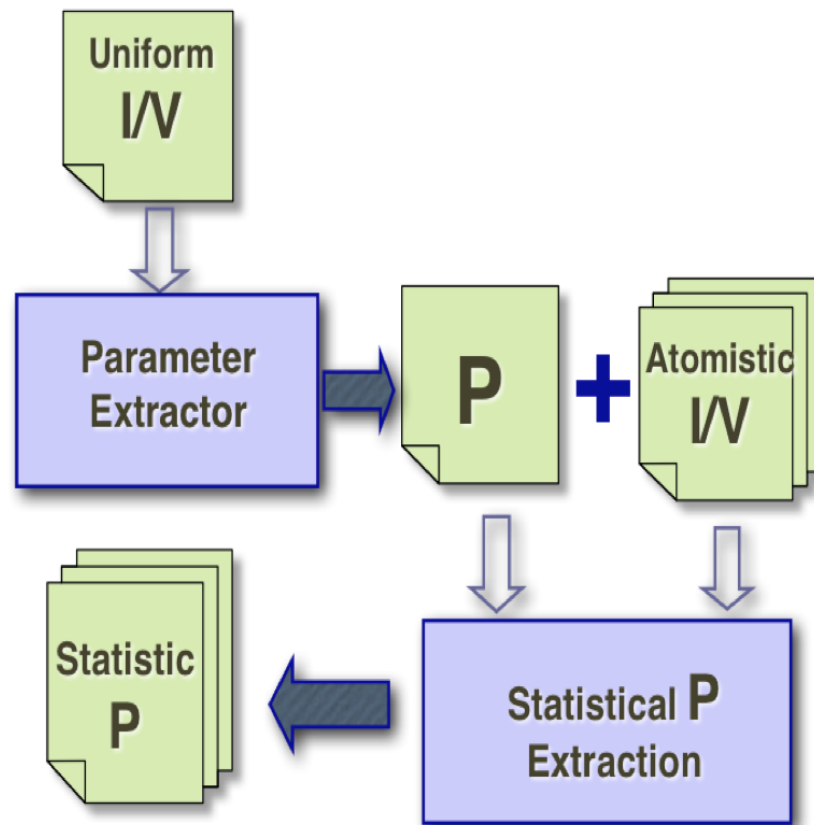 Uniform
I/V
Parameter
Extractor
P
+
Atomistic
I/V
Statistic
P
Statistical P
Extraction